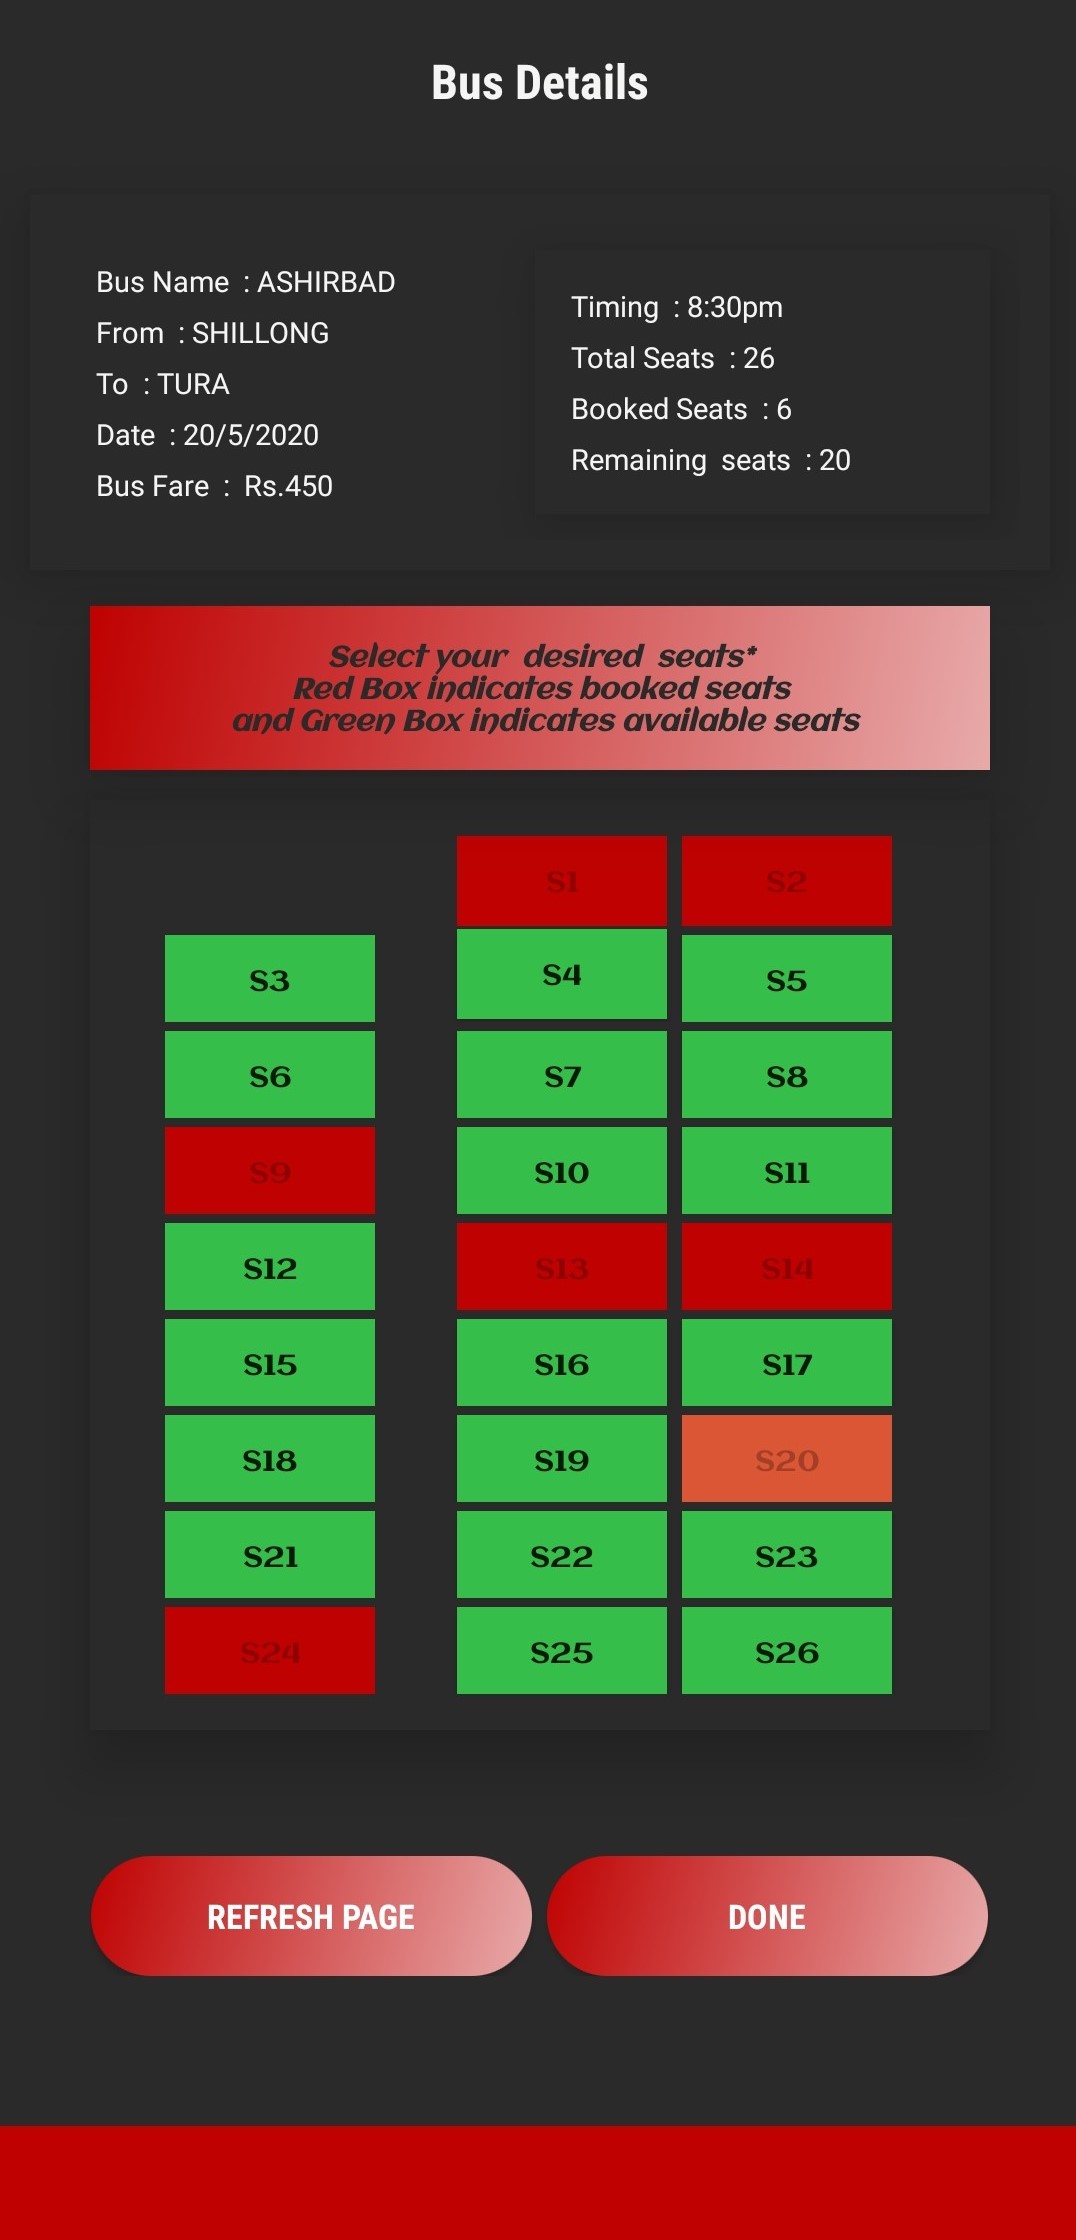 Bus Details
Bus Name  : ASHIRBAD
From  : SHILLONG
To  : TURA
Date  : 20/5/2020
Bus Fare  :  Rs.450
Timing  : 8:30pm
Total Seats  : 26
Booked Seats  : 6
Remaining  seats  : 20
Select your  desired  seats*
Red Box indicates booked seats
and Green Box indicates available seats
S1 S2
S3 S4 S5
S6 S7 S8
S9 S10 S11
S12 S13 S14
S15 S16 S17
S18 S19 S20
S21 S22 S23
S24 S25 S26
REFRESH PAGE DONE